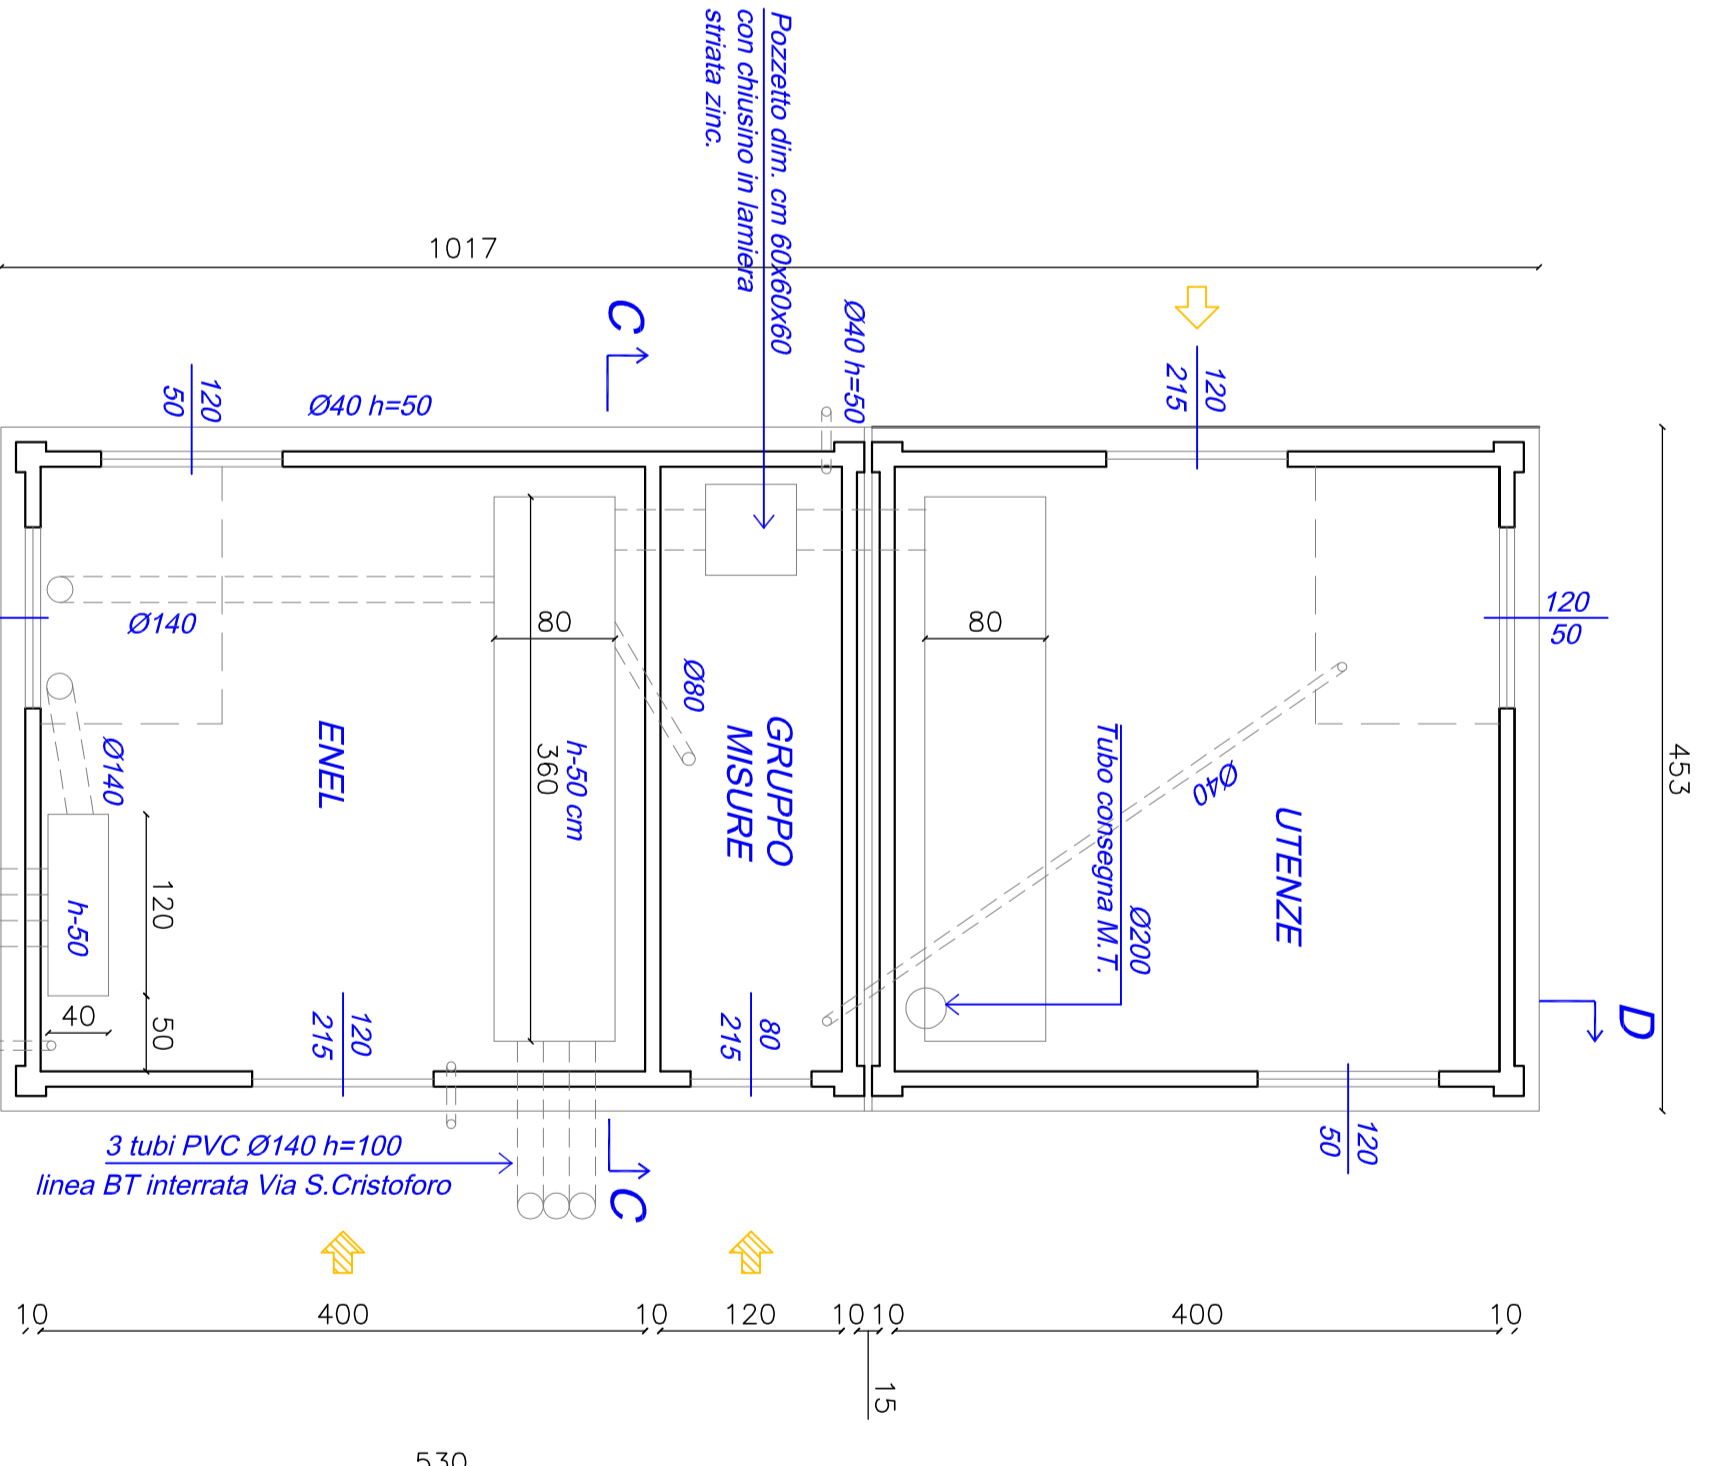 Pozzetto dim. cm 60x60x60
con chiusino in lamiera
striata zinc.
1017
C
Ø40 h=50
120
215
120
50
Ø40 h=50
453
120
50
Ø140
80
80
Ø80
h-50 cm
360
GRUPPO
MISURE
ENEL
Ø140
Ø40
Tubo consegna M.T.
Ø200
UTENZE
120
h-50
40
50
120
215
80
215
D
120
50
3 tubi PVC Ø140 h=100
linea BT interrata Via S.Cristoforo
C
10 400 10 120 10 10 400 10
15
530